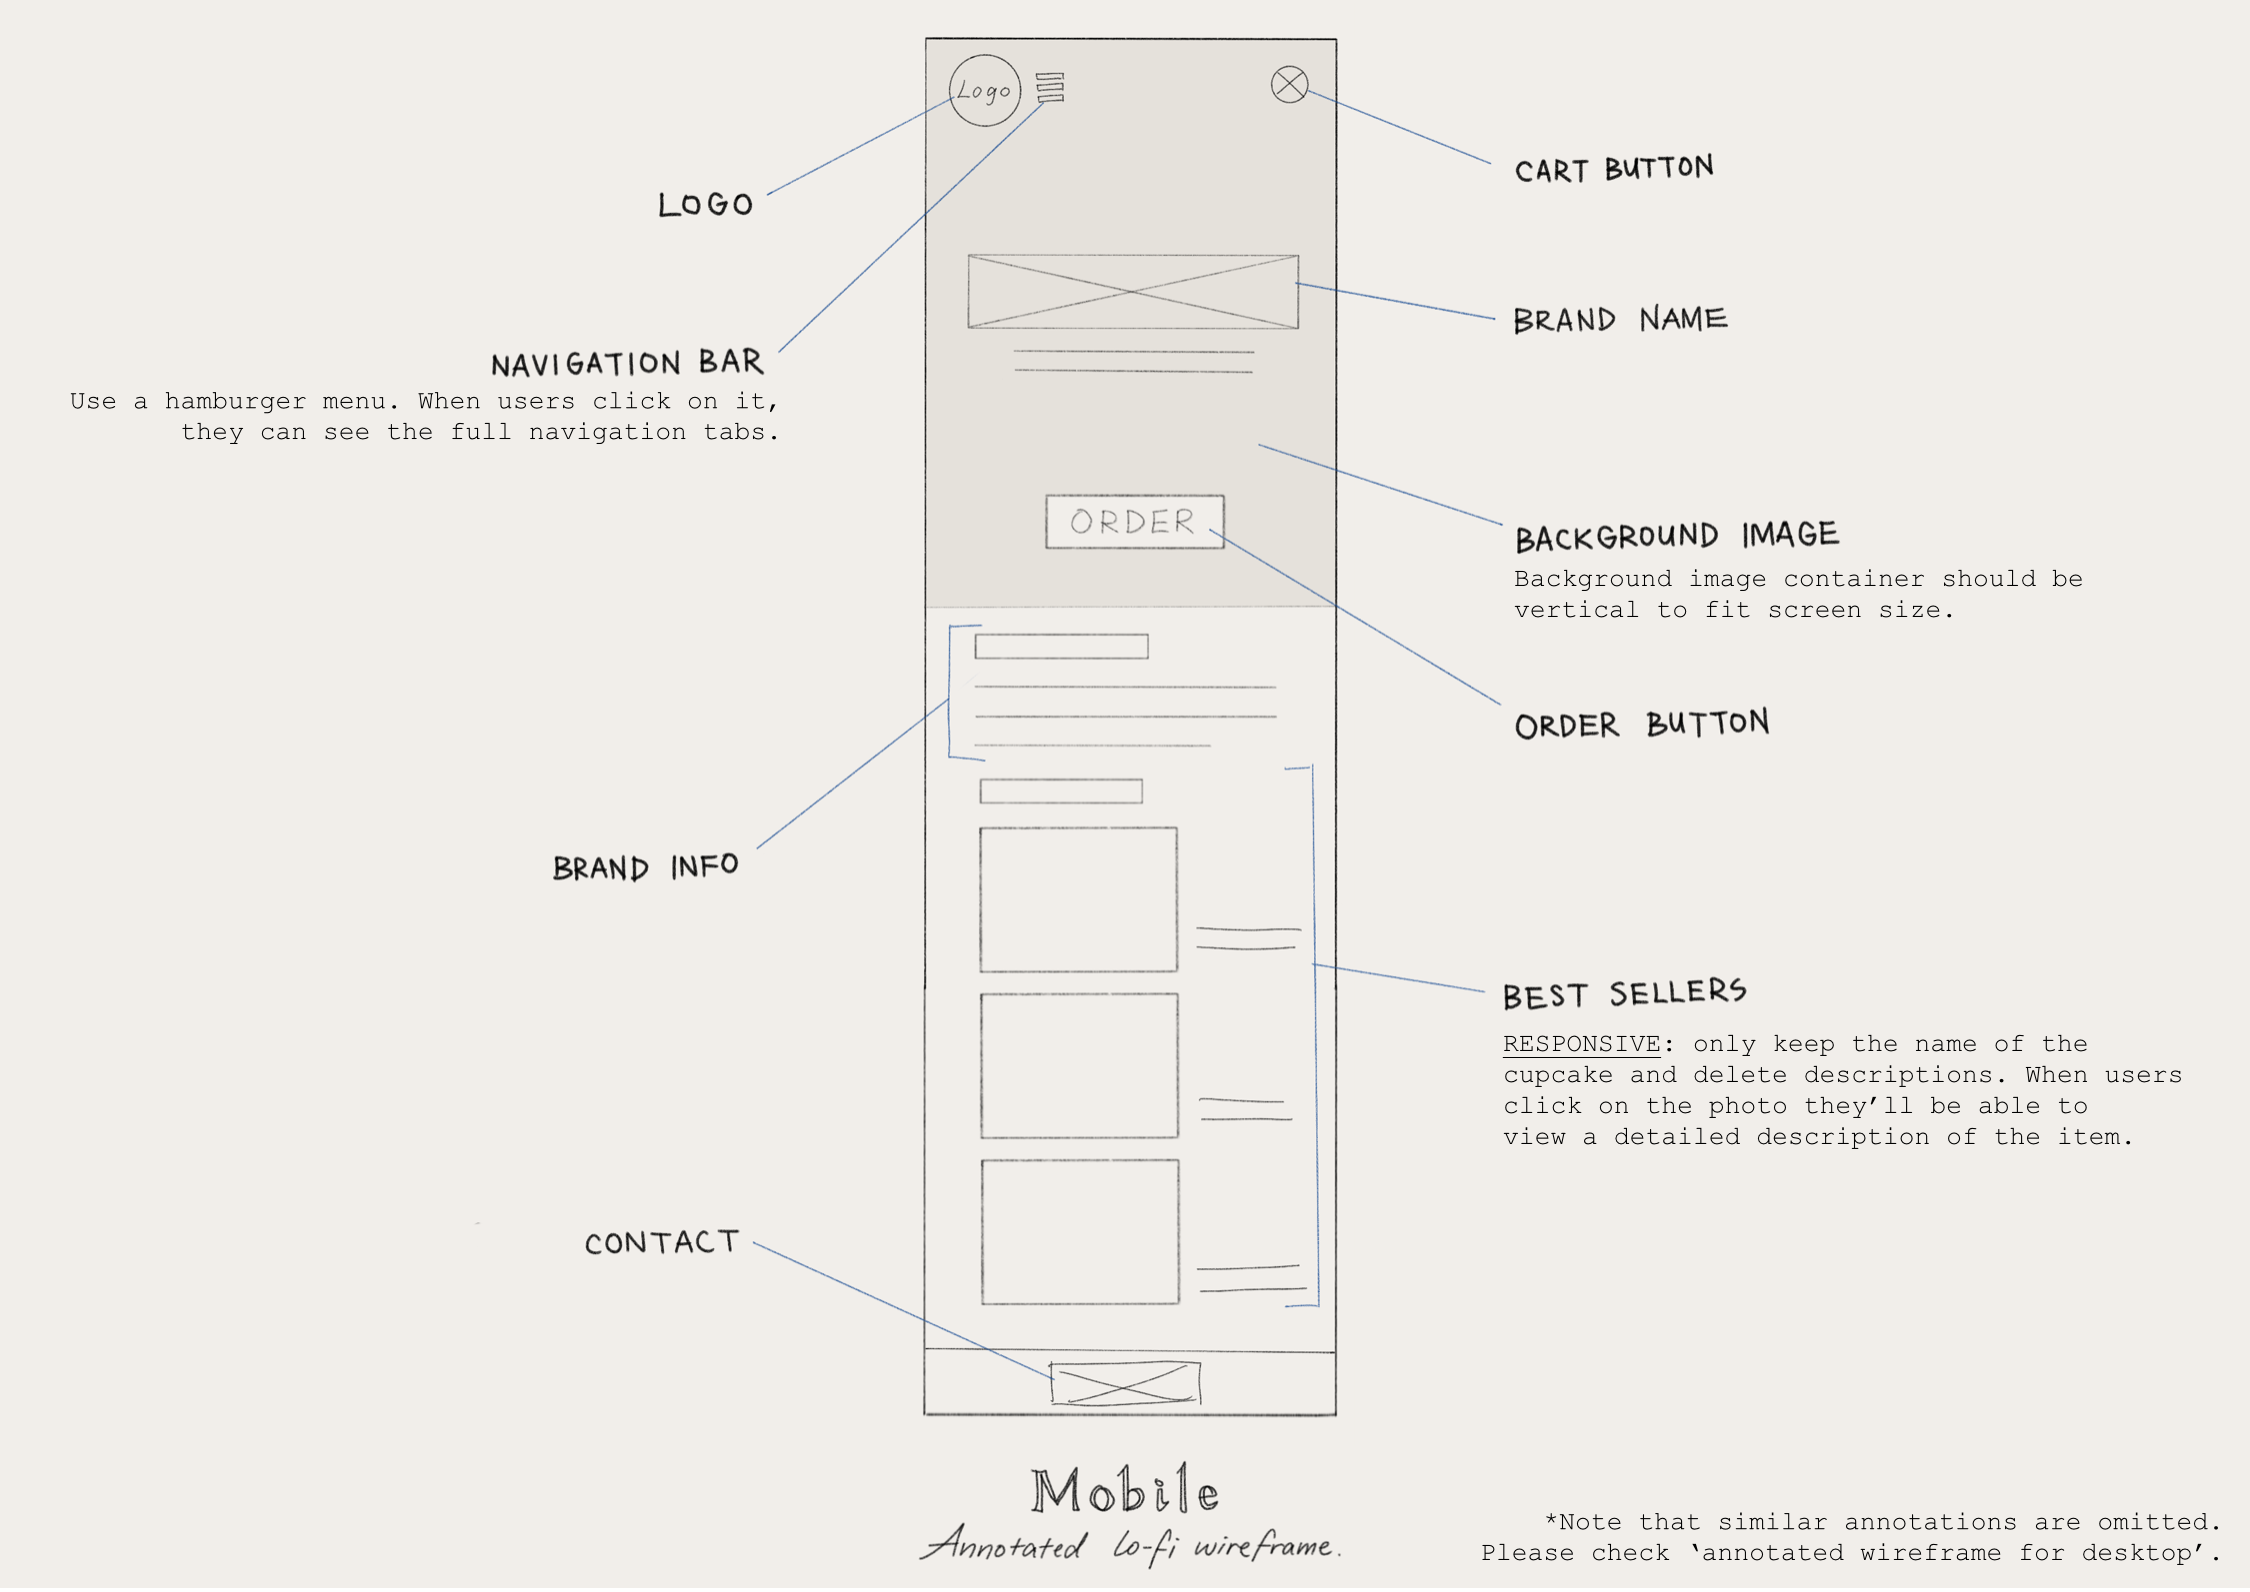 Logo
LOGO
CART BUTTON
BRAND NAME
NAVIGATION BAR
Use a hamburger menu. When users click on it,
they can see the full navigation tabs.
ORDER
BACKGROUND IMAGE
Background image container should be
vertical to fit screen size.
ORDER BUTTON
BRAND INFO
BEST SELLERS
RESPONSIVE: only keep the name of the
cupcake and delete descriptions. When users
click on the photo they’ll be able to
view a detailed description of the item.
CONTACT
Mobile
Annotated lo-fi wireframe.
*Note that similar annotations are omitted.
Please check ‘annotated wireframe for desktop’.